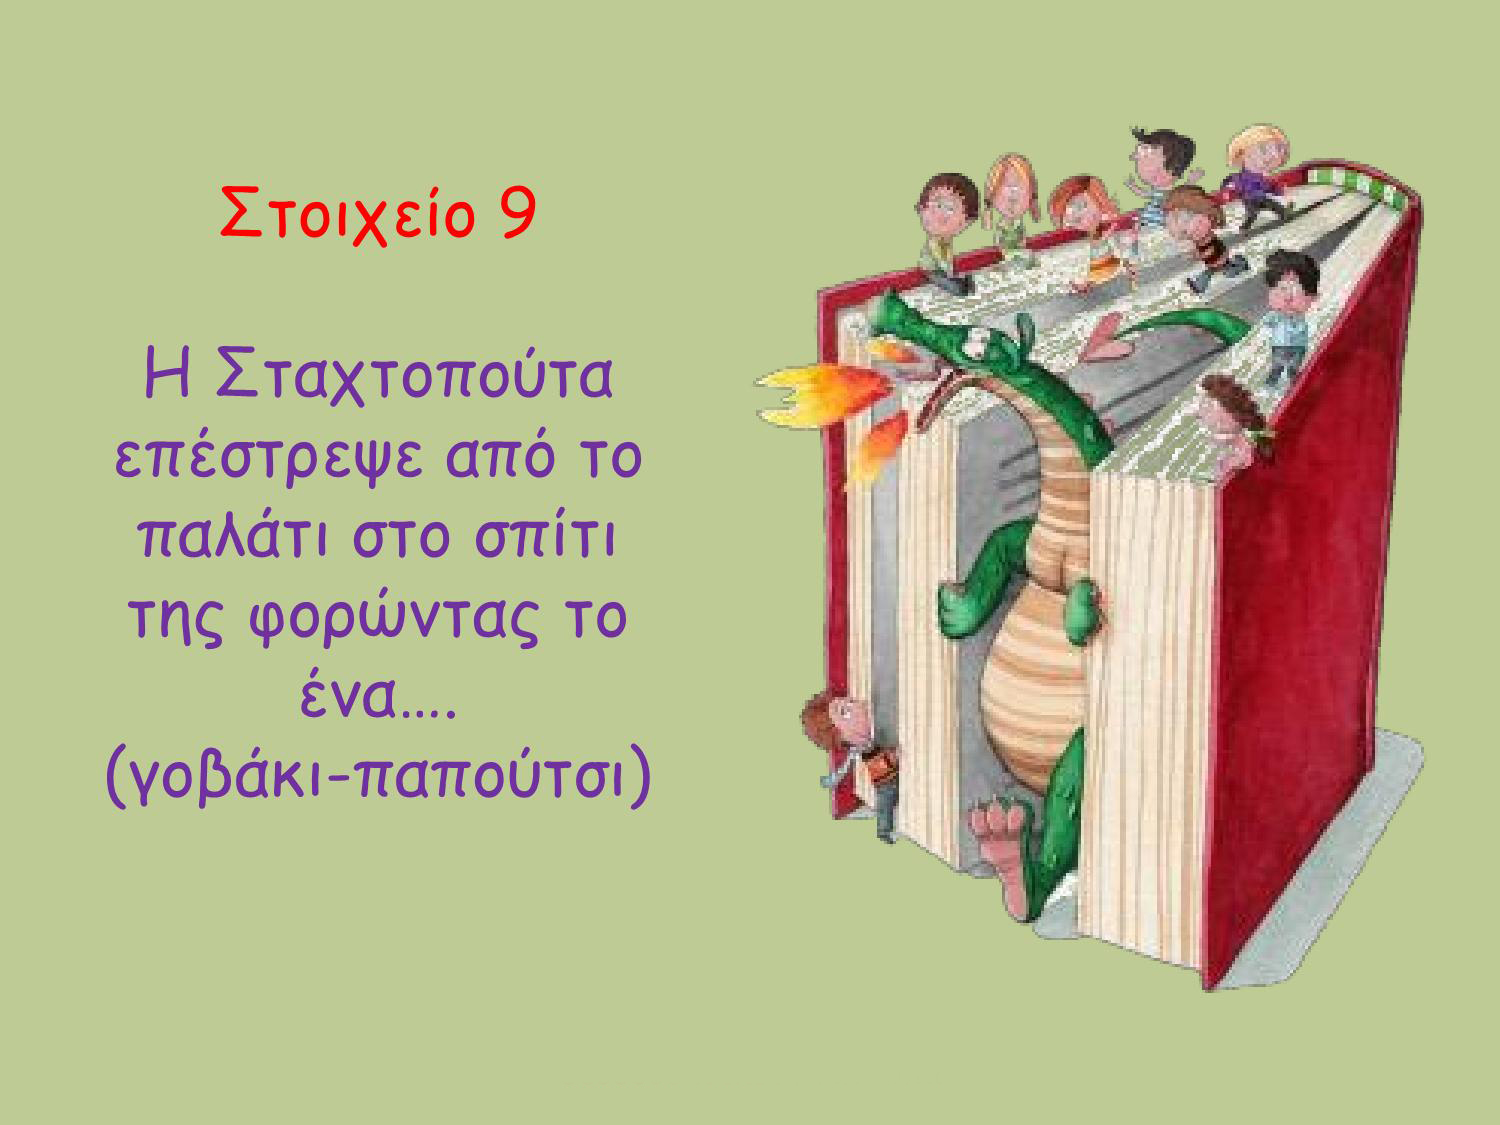 Στοιχείο 9
Η Σταχτοπούτα
επέστρεψε από το
παλάτι στο σπίτι
της φορώντας το
ένα….
(γοβάκι-παπούτσι)